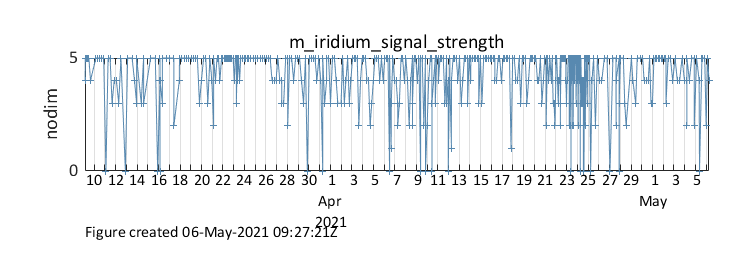 m_iridium_signal_strength
5
nodim
0
10 12 14 16 18 20 22 24 26 28 30 1 3 5 7 9 11 13 15 17 19 21 23 25 27 29 1 3 5
Apr May
2021
Figure created 06-May-2021 09:27:21Z